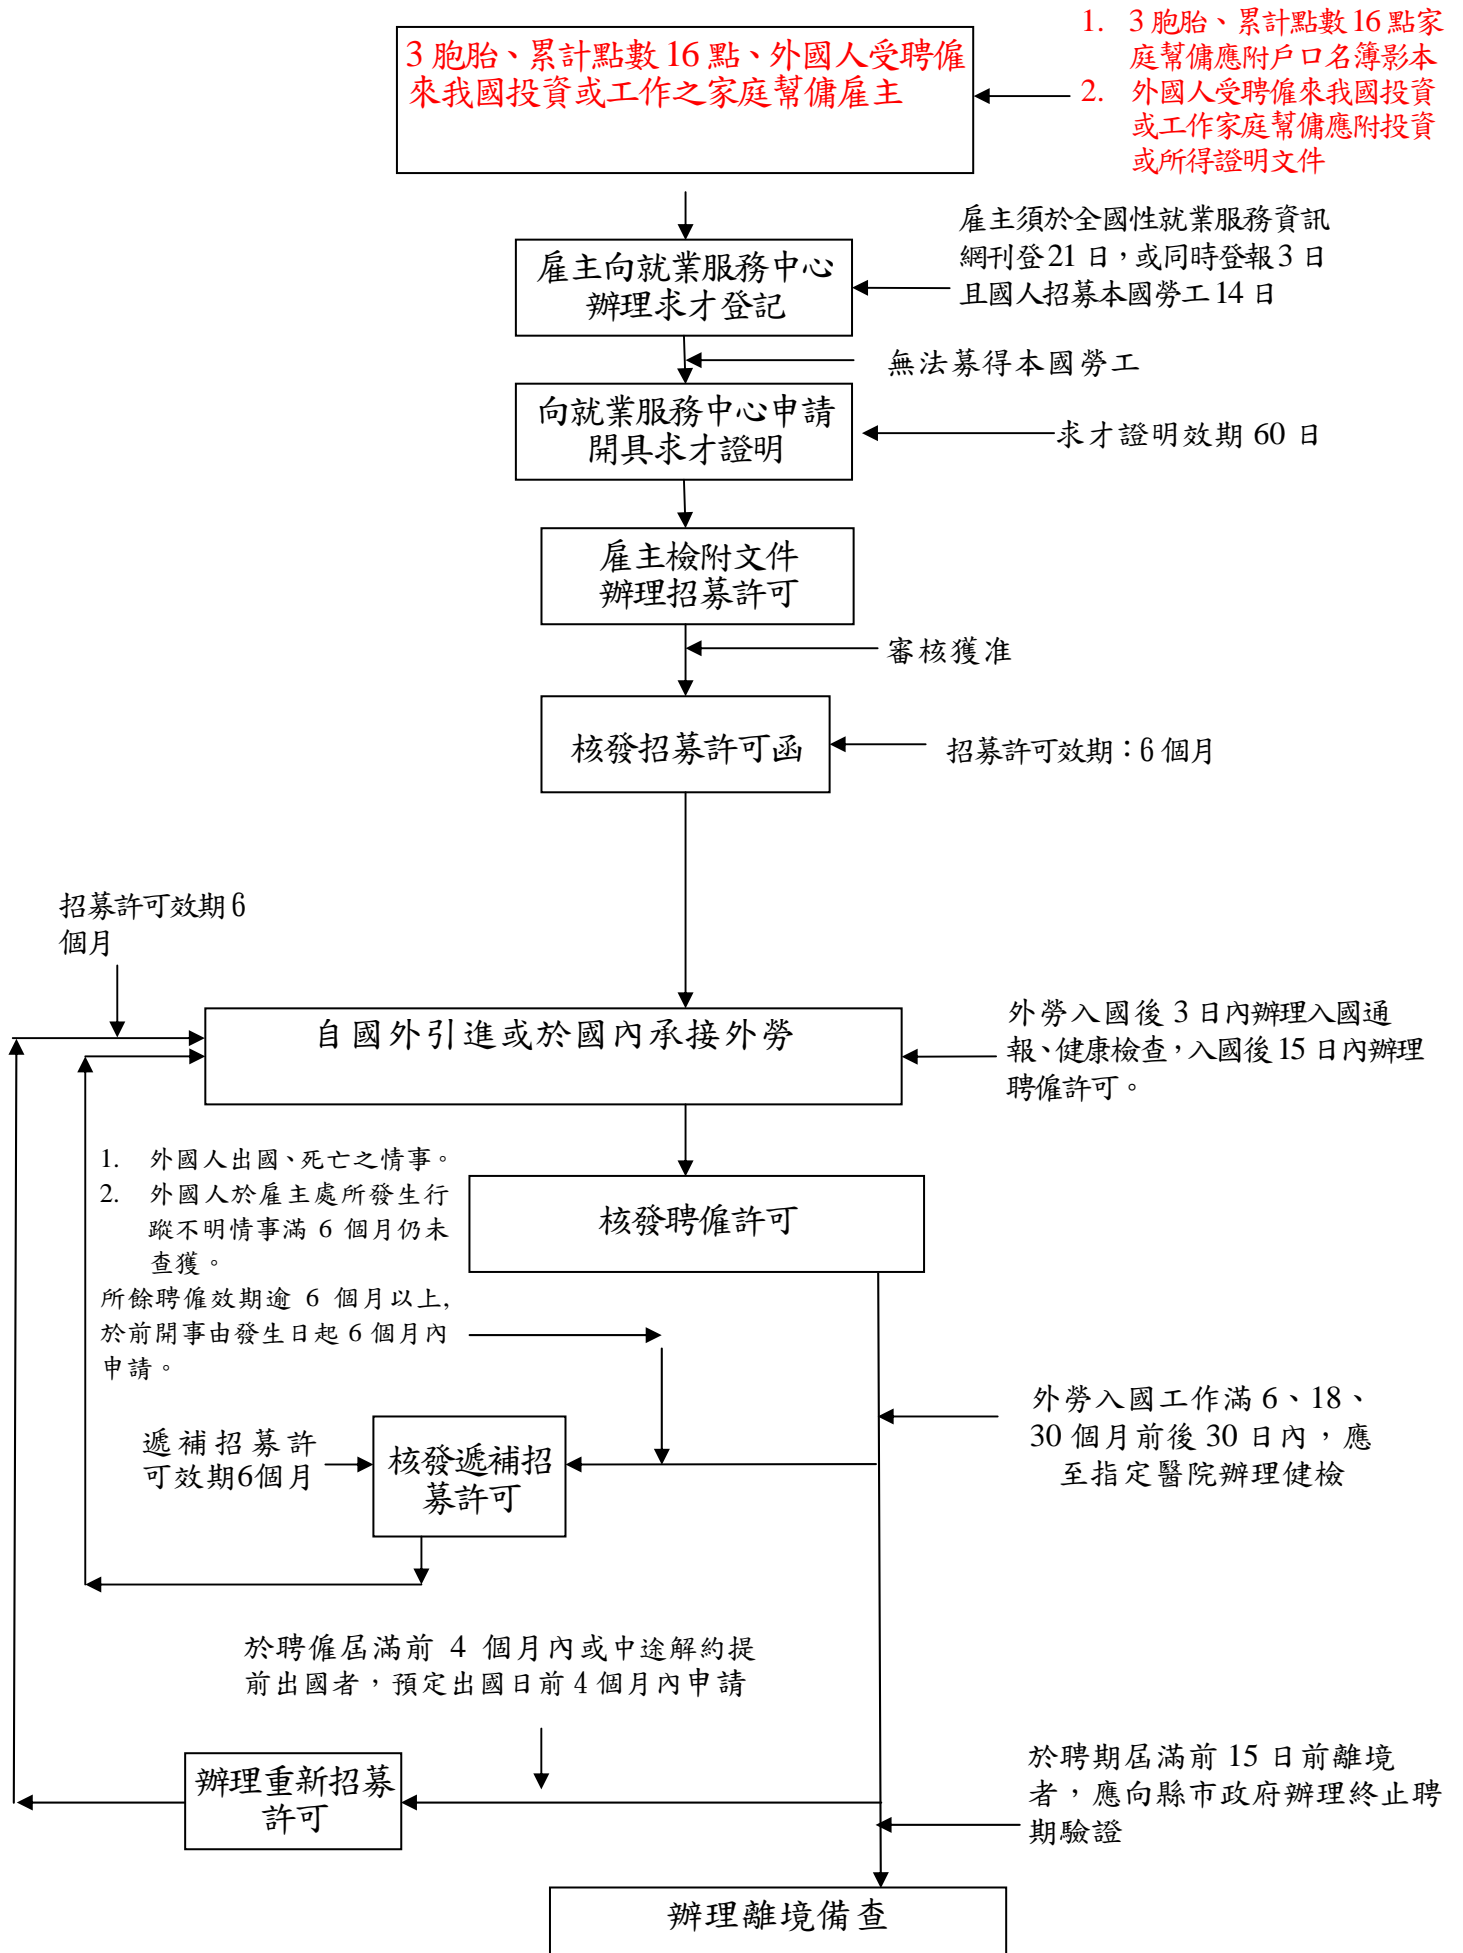 3 胞胎、累計點數 16 點、外國人受聘僱
來我國投資或工作之家庭幫傭雇主
1. 3 胞胎、累計點數 16 點家
庭幫傭應附戶口名簿影本
2. 外國人受聘僱來我國投資
或工作家庭幫傭應附投資
或所得證明文件
雇主向就業服務中心
辦理求才登記
雇主須於全國性就業服務資訊
網刊登 21 日，或同時登報 3 日
且國人招募本國勞工 14 日
無法募得本國勞工
向就業服務中心申請
開具求才證明
求才證明效期 60 日
雇主檢附文件
辦理招募許可
審核獲准
核發招募許可函
招募許可效期：6 個月
招募許可效期 6
個月
自國外引進或於國內承接外勞
外勞入國後 3 日內辦理入國通
報、健康檢查，入國後 15 日內辦理
聘僱許可。
1. 外國人出國、死亡之情事。
2. 外國人於雇主處所發生行
蹤不明情事滿 6 個月仍未
查獲。
所餘聘僱效期逾 6 個月以上,
於前開事由發生日起 6 個月內
申請。
核發聘僱許可
外勞入國工作滿 6、18、
30 個月前後 30 日內，應
至指定醫院辦理健檢
遞補招募許
可效期6個月
核發遞補招
募許可
於聘僱屆滿前 4 個月內或中途解約提
前出國者，預定出國日前 4 個月內申請
辦理重新招募
許可
於聘期屆滿前 15 日前離境
者，應向縣市政府辦理終止聘
期驗證
辦理離境備查